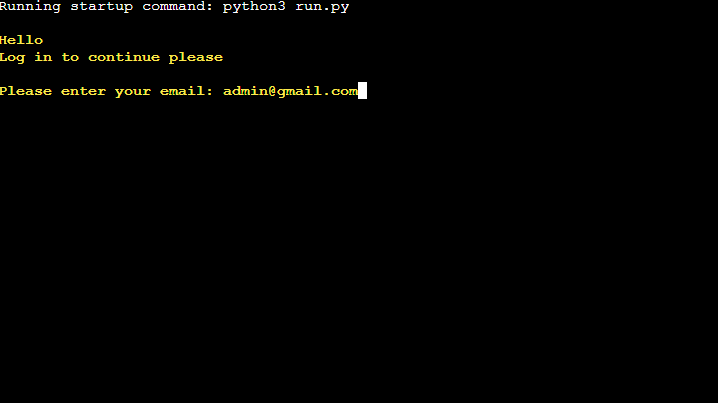 Running startup command: python3 run.py
Hello
Log in to continue please
Please enter your email: admin@gmail.com